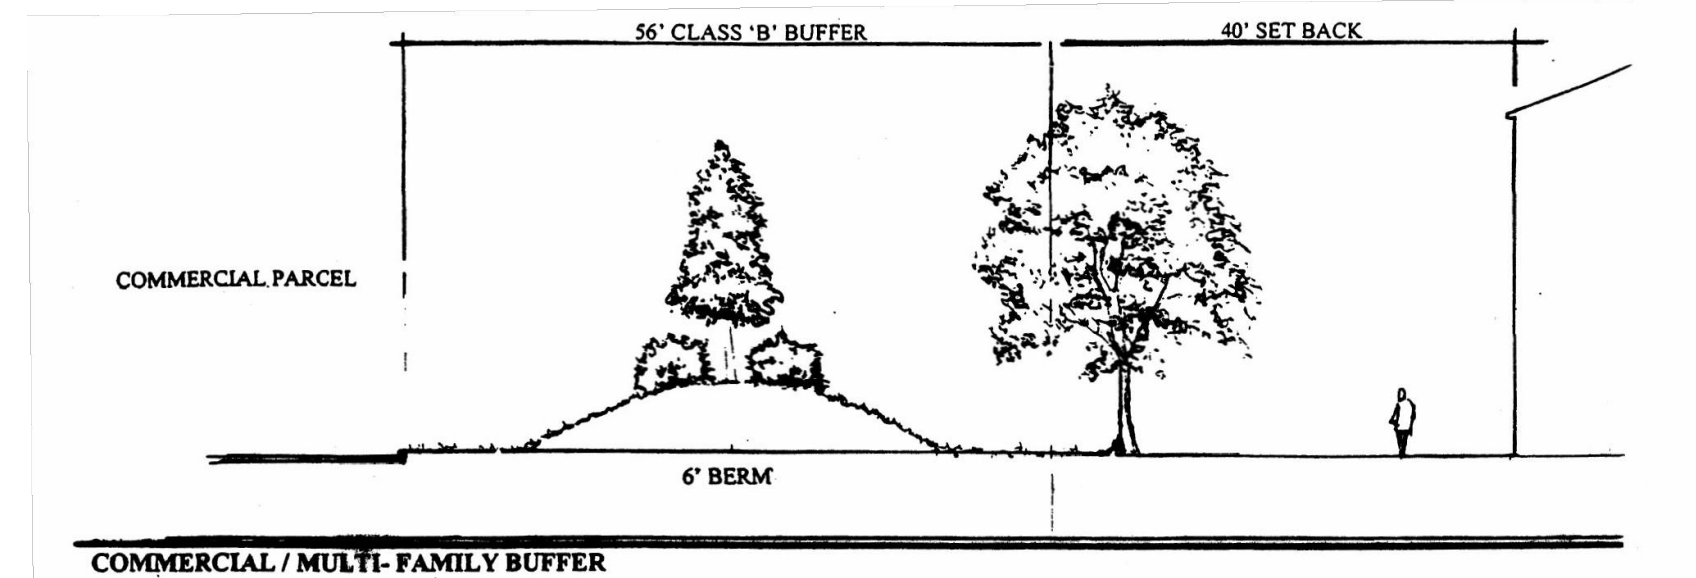 56' CLASS 'B' BUFFER
40' SET BACK
COMMERCIAL PARCEL
6' BERM
COMMERCIAL / MULTI- FAMILY BUFFER